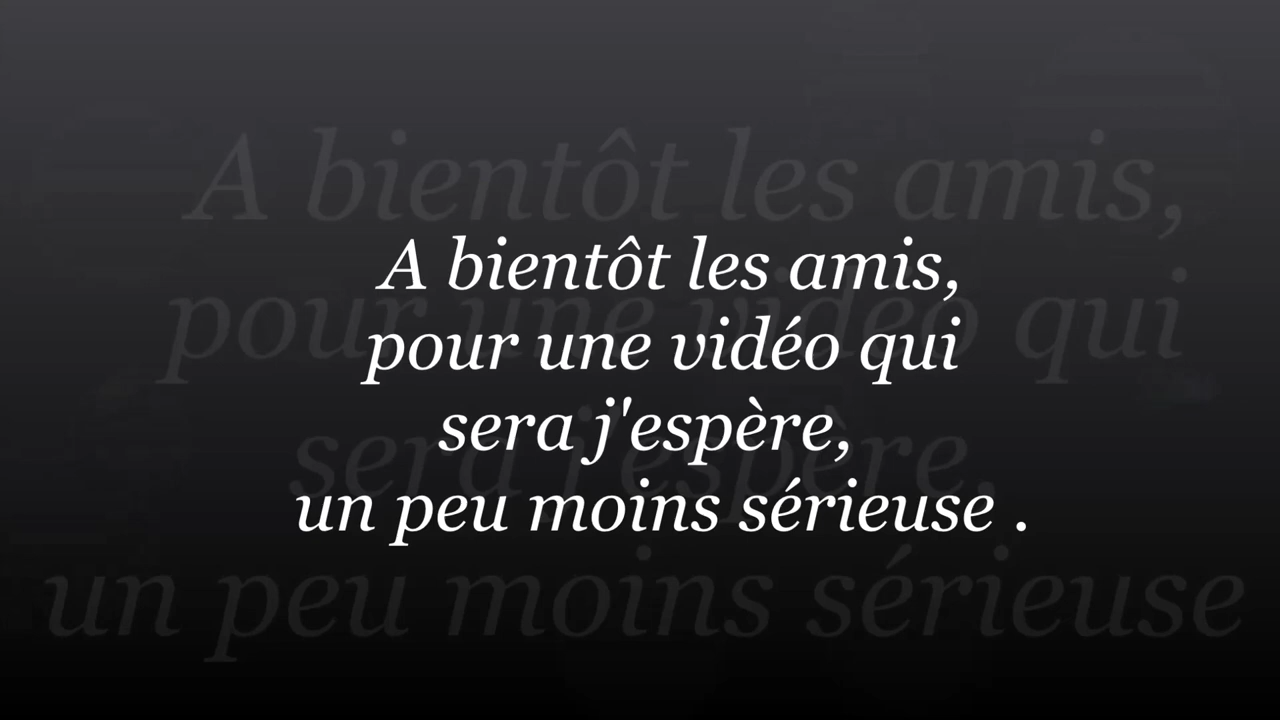 A bientôt les amis,
pour une vidéo qui
sera j'espère,
un peu moins sérieuse .